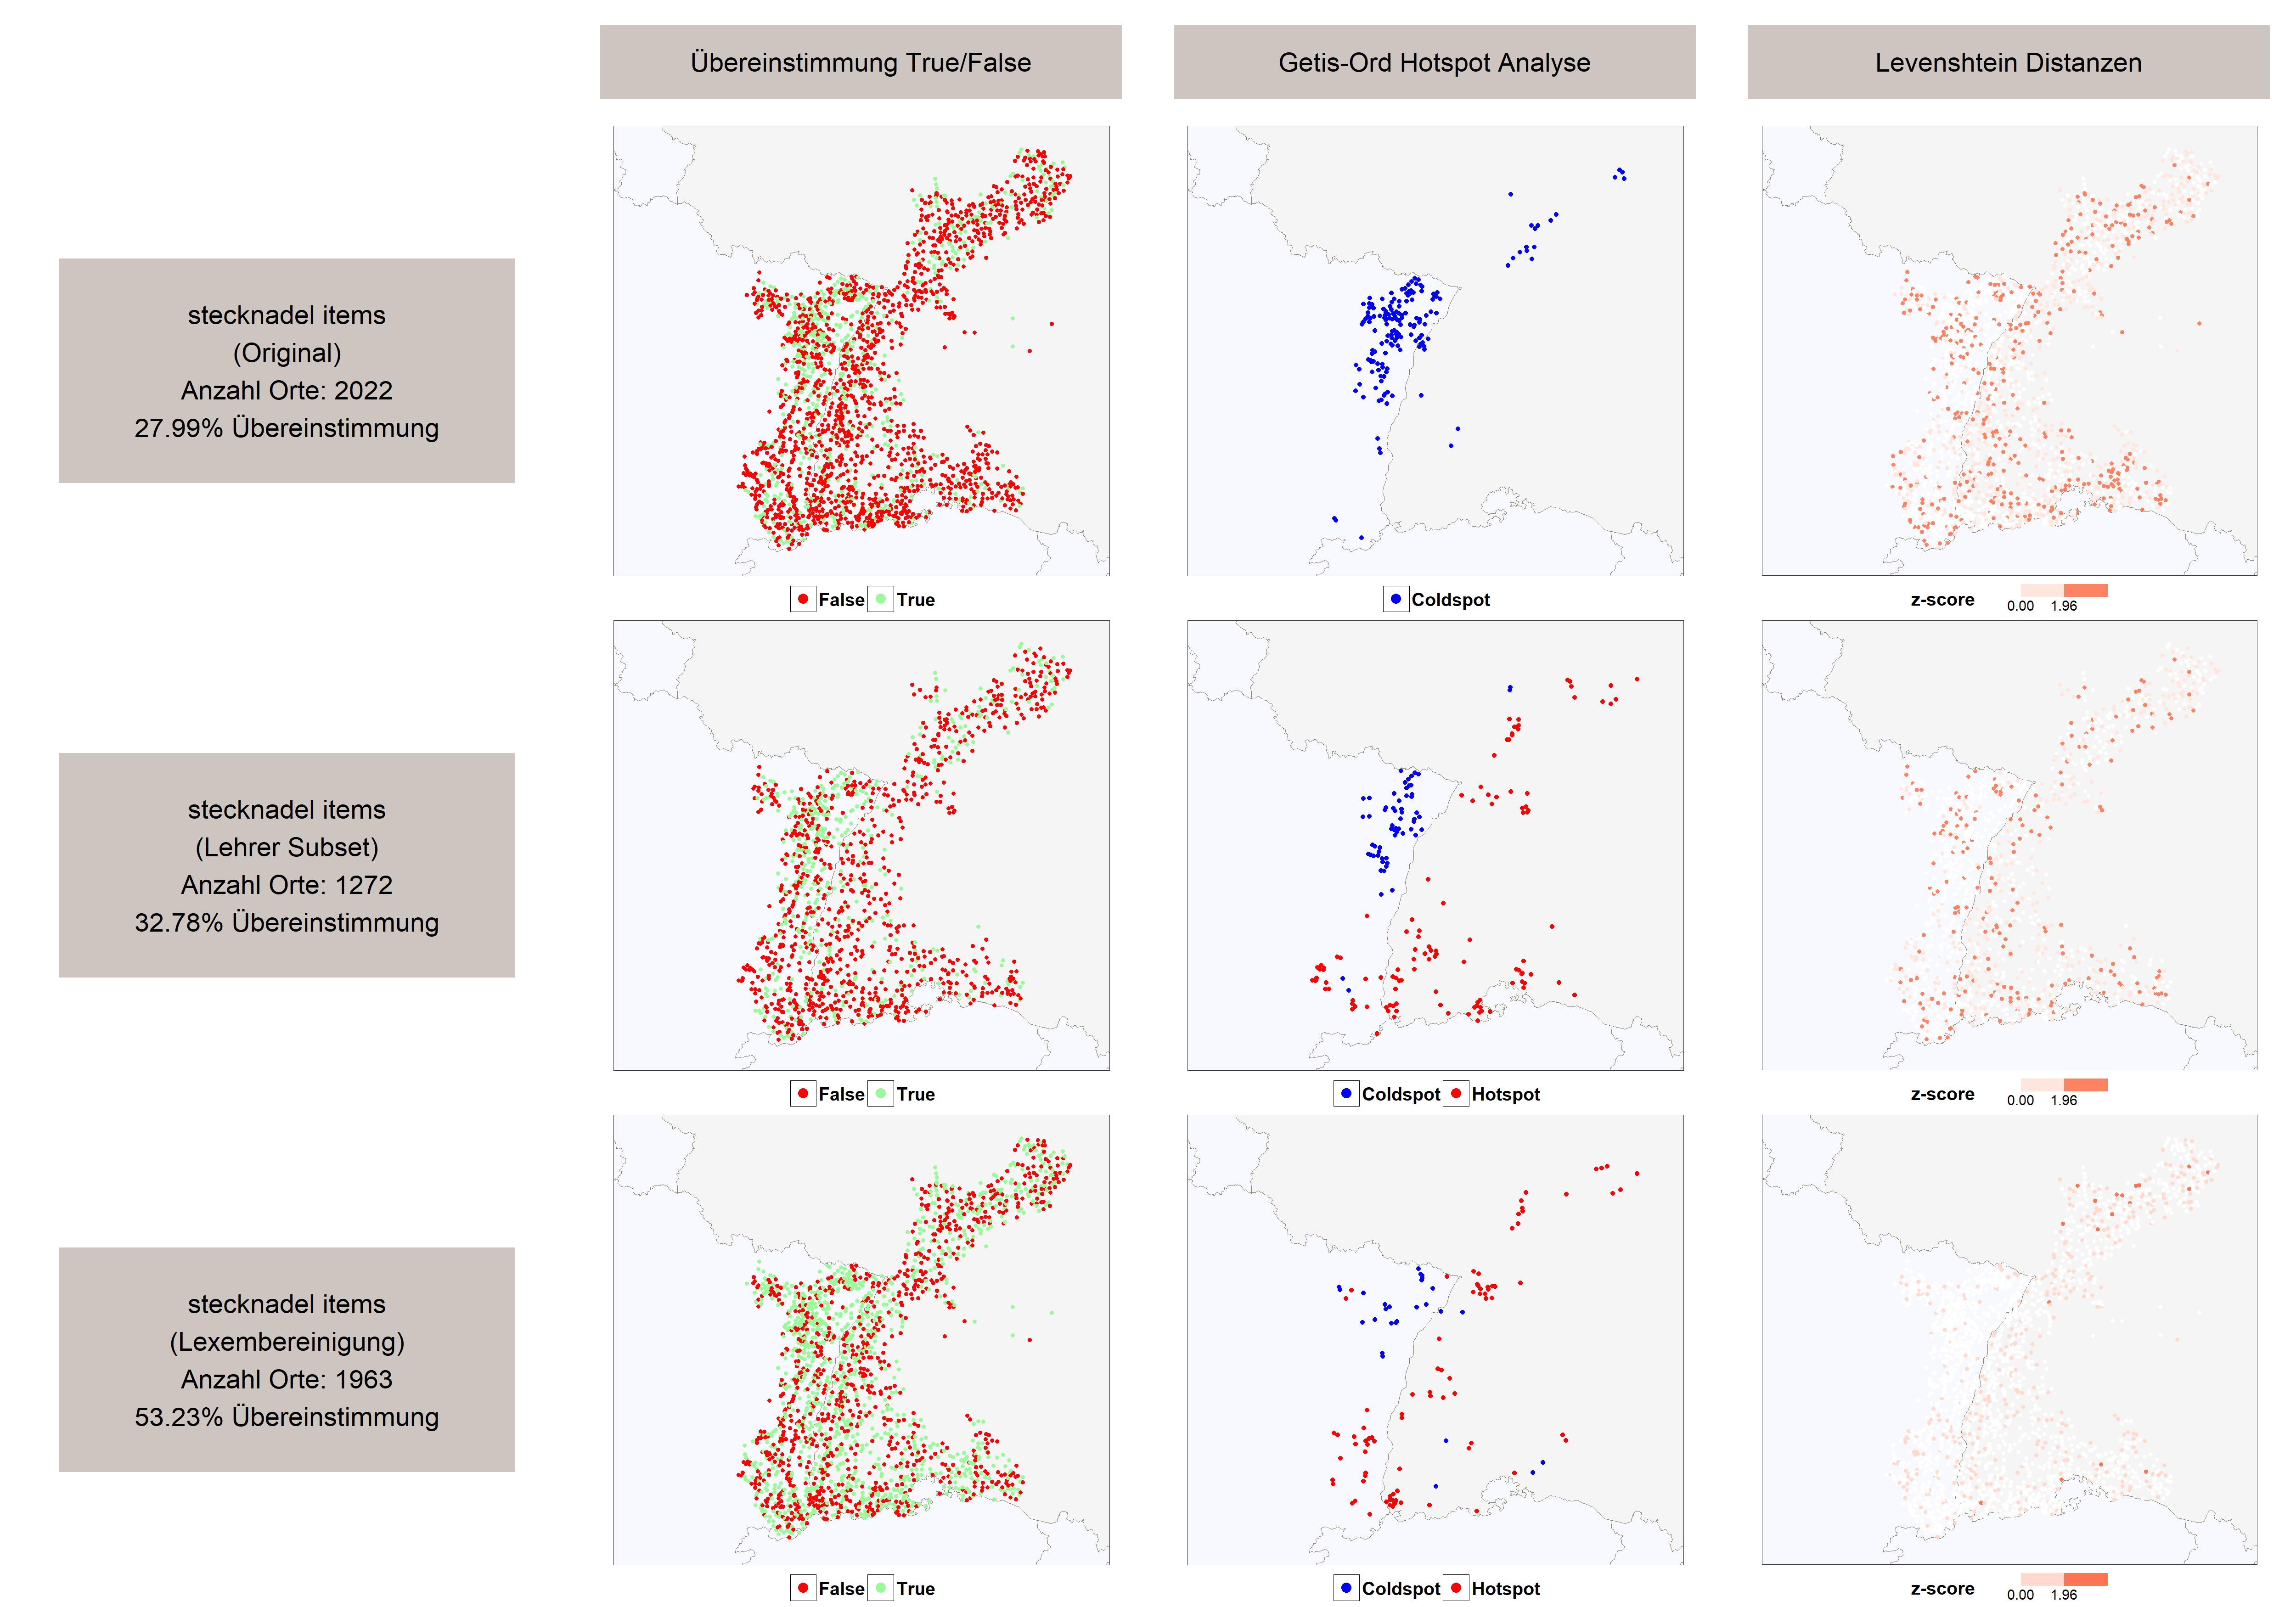 Übereinstimmung True/False
Getis-Ord Hotspot Analyse
Levenshtein Distanzen
stecknadel items
(Original)
Anzahl Orte: 2022
27.99% Übereinstimmung
False True
Coldspot
z-score
0.00 1.96
stecknadel items
(Lehrer Subset)
Anzahl Orte: 1272
32.78% Übereinstimmung
False True
Coldspot Hotspot
z-score
0.00 1.96
stecknadel items
(Lexembereinigung)
Anzahl Orte: 1963
53.23% Übereinstimmung
False True
Coldspot Hotspot
z-score
0.00 1.96